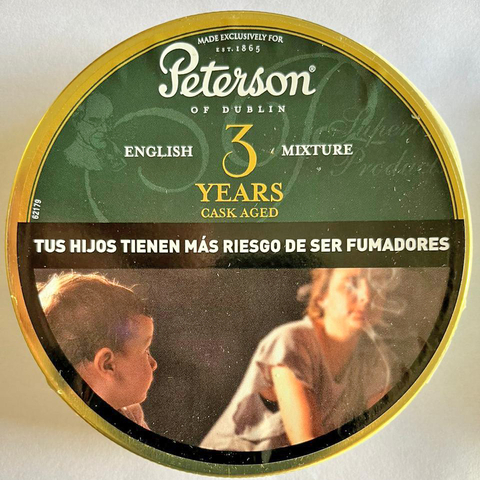 MADE EXCLUSIVELY FOR
EST. 1865
Peterson®
OF DUBLIN
ENGLISH 3 MIXTURE
YEARS
CASK AGED
62179
TUS HIJOS TIENEN MÁS RIESGO DE SER FUMADORES